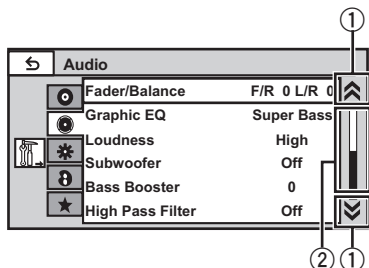 ①
Audio
Fader/Balance F/R 0 L/R 0
Graphic EQ Super Bass
Loudness High
Subwoofer Off
Bass Booster 0
High Pass Filter Off
② ①